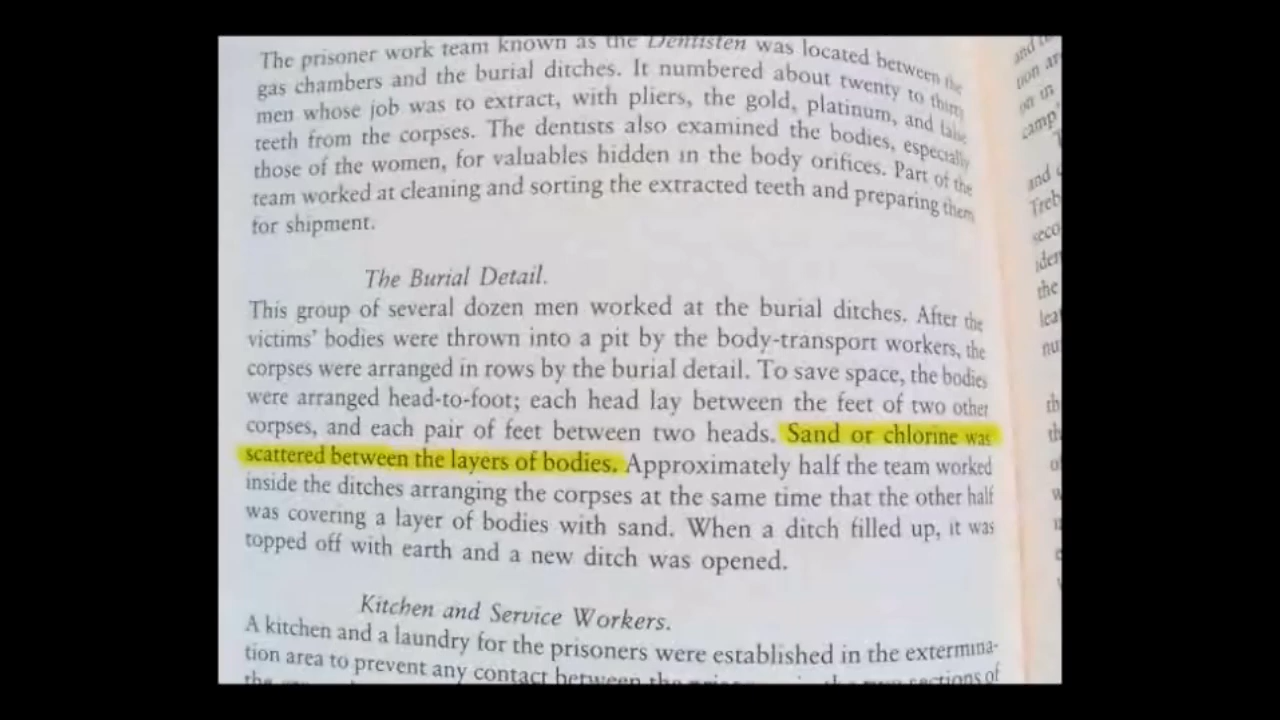 The prisoner work team known as the Dentisten was located between the
gas chambers and the burial ditches. It numbered about twenty to thirty
men whose job was to extract, with pliers, the gold, platinum, and false
teeth from the corpses. The dentists also examined the bodies, especially
those of the women, for valuables hidden in the body orifices. Part of the
team worked at cleaning and sorting the extracted teeth and preparing them
for shipment.
The Burial Detail.
This group of several dozen men worked at the burial ditches. After the
victims' bodies were thrown into a pit by the body-transport workers, the
corpses were arranged in rows by the burial detail. To save space, the bodies
were arranged head-to-foot; each head lay between the feet of two other
corpses, and each pair of feet between two heads. Sand or chlorine was
scattered between the layers of bodies. Approximately half the team worked
inside the ditches arranging the corpses at the same time that the other half
was covering a layer of bodies with sand. When a ditch filled up, it was
topped off with earth and a new ditch was opened.
Kitchen and Service Workers.
A kitchen and a laundry for the prisoners were established in the extermina-
tion area to prevent any contact between the
sections of
and
tion
on
camp
and
Treb
seco
iden
the